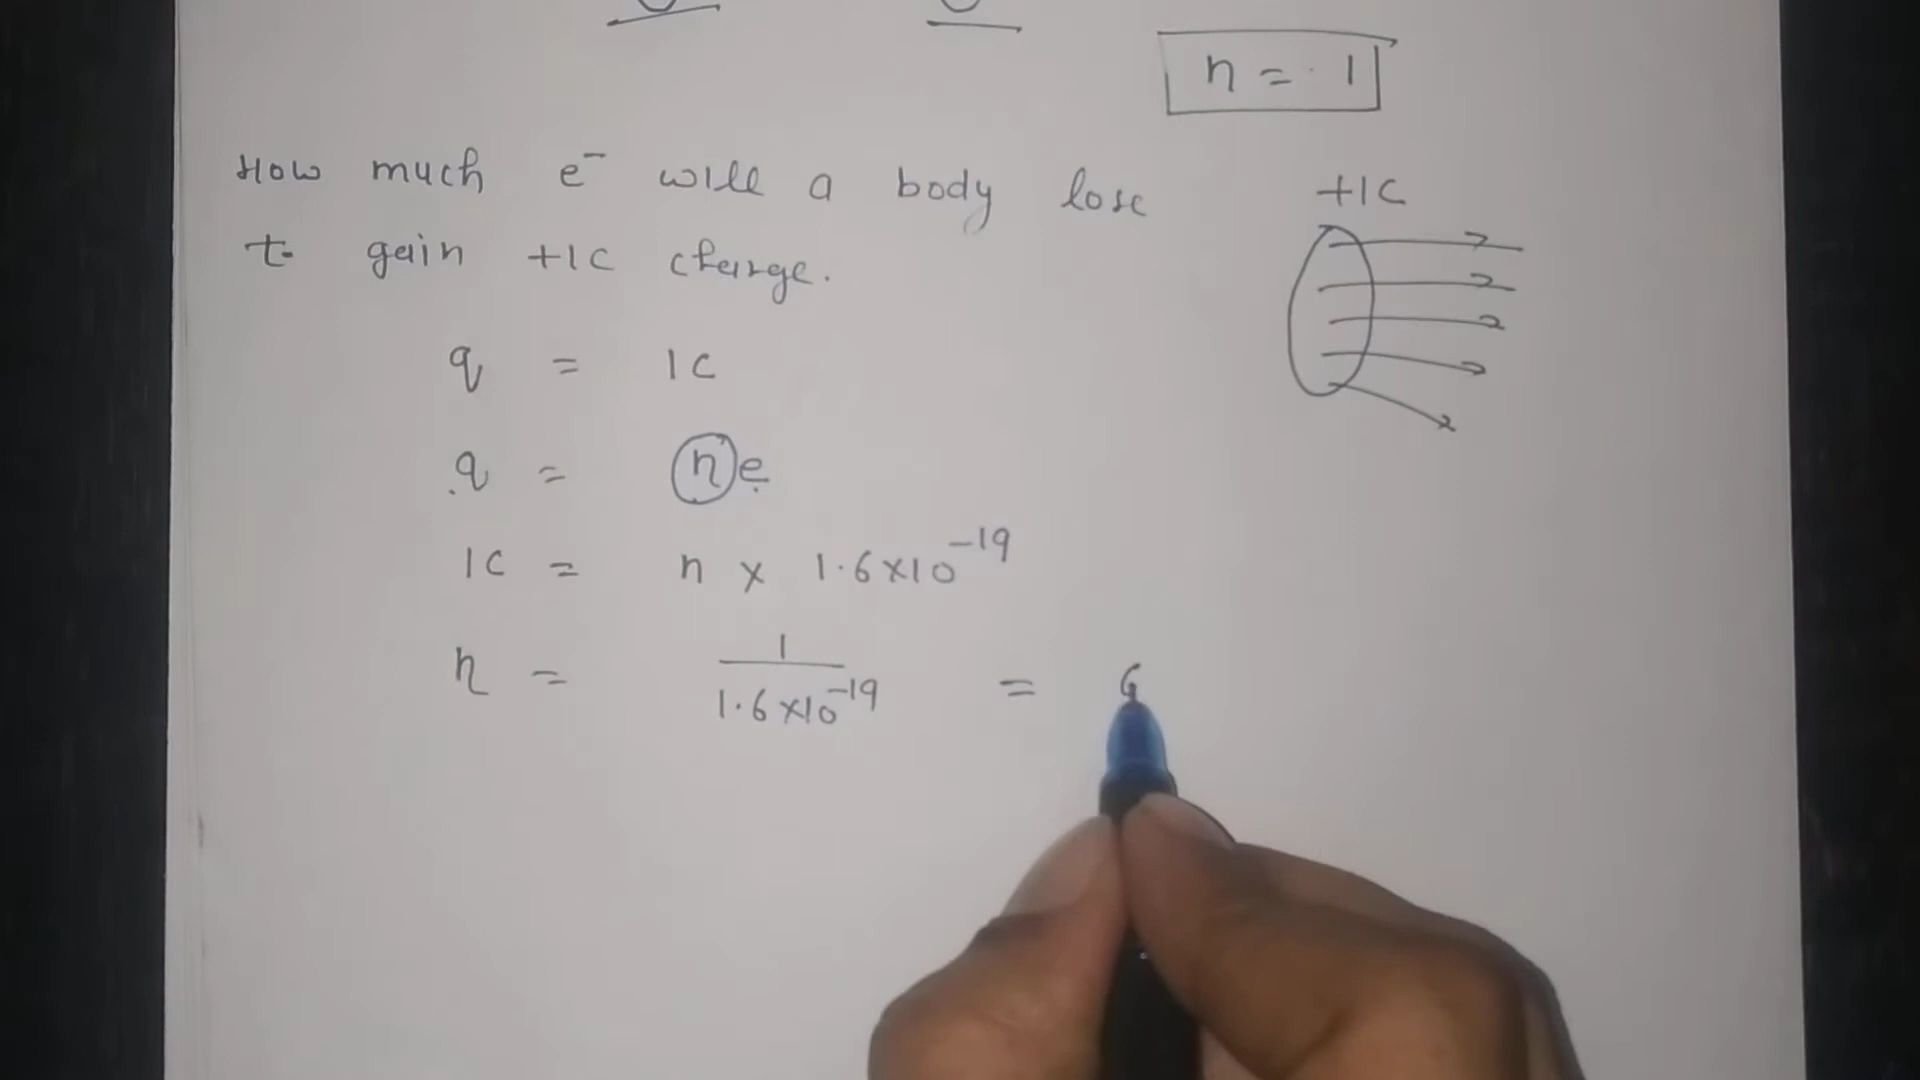 n = 1
How much e⁻ will a body lose
+1C
to gain +1C charge.
q = 1C
q = ne
1C = n × 1.6×10⁻¹⁹
n = 1/1.6×10⁻¹⁹ = 6